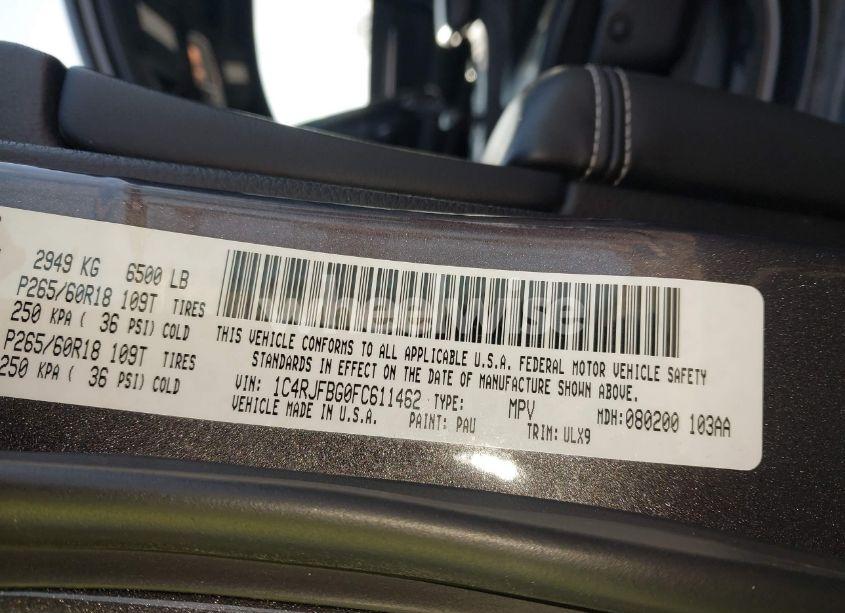 2949 KG 6500 LB
P265/60R18 109T TIRES
250 KPA ( 36 PSI) COLD
P265/60R18 109T TIRES
250 KPA ( 36 PSI) COLD
wheelwise
THIS VEHICLE CONFORMS TO ALL APPLICABLE U.S.A. FEDERAL MOTOR VEHICLE SAFETY
STANDARDS IN EFFECT ON THE DATE OF MANUFACTURE SHOWN ABOVE.
VIN: 1C4RJFBG0FC611462 TYPE: MPV MDH:080200 103AA
VEHICLE MADE IN U.S.A. PAINT: PAU TRIM: ULX9